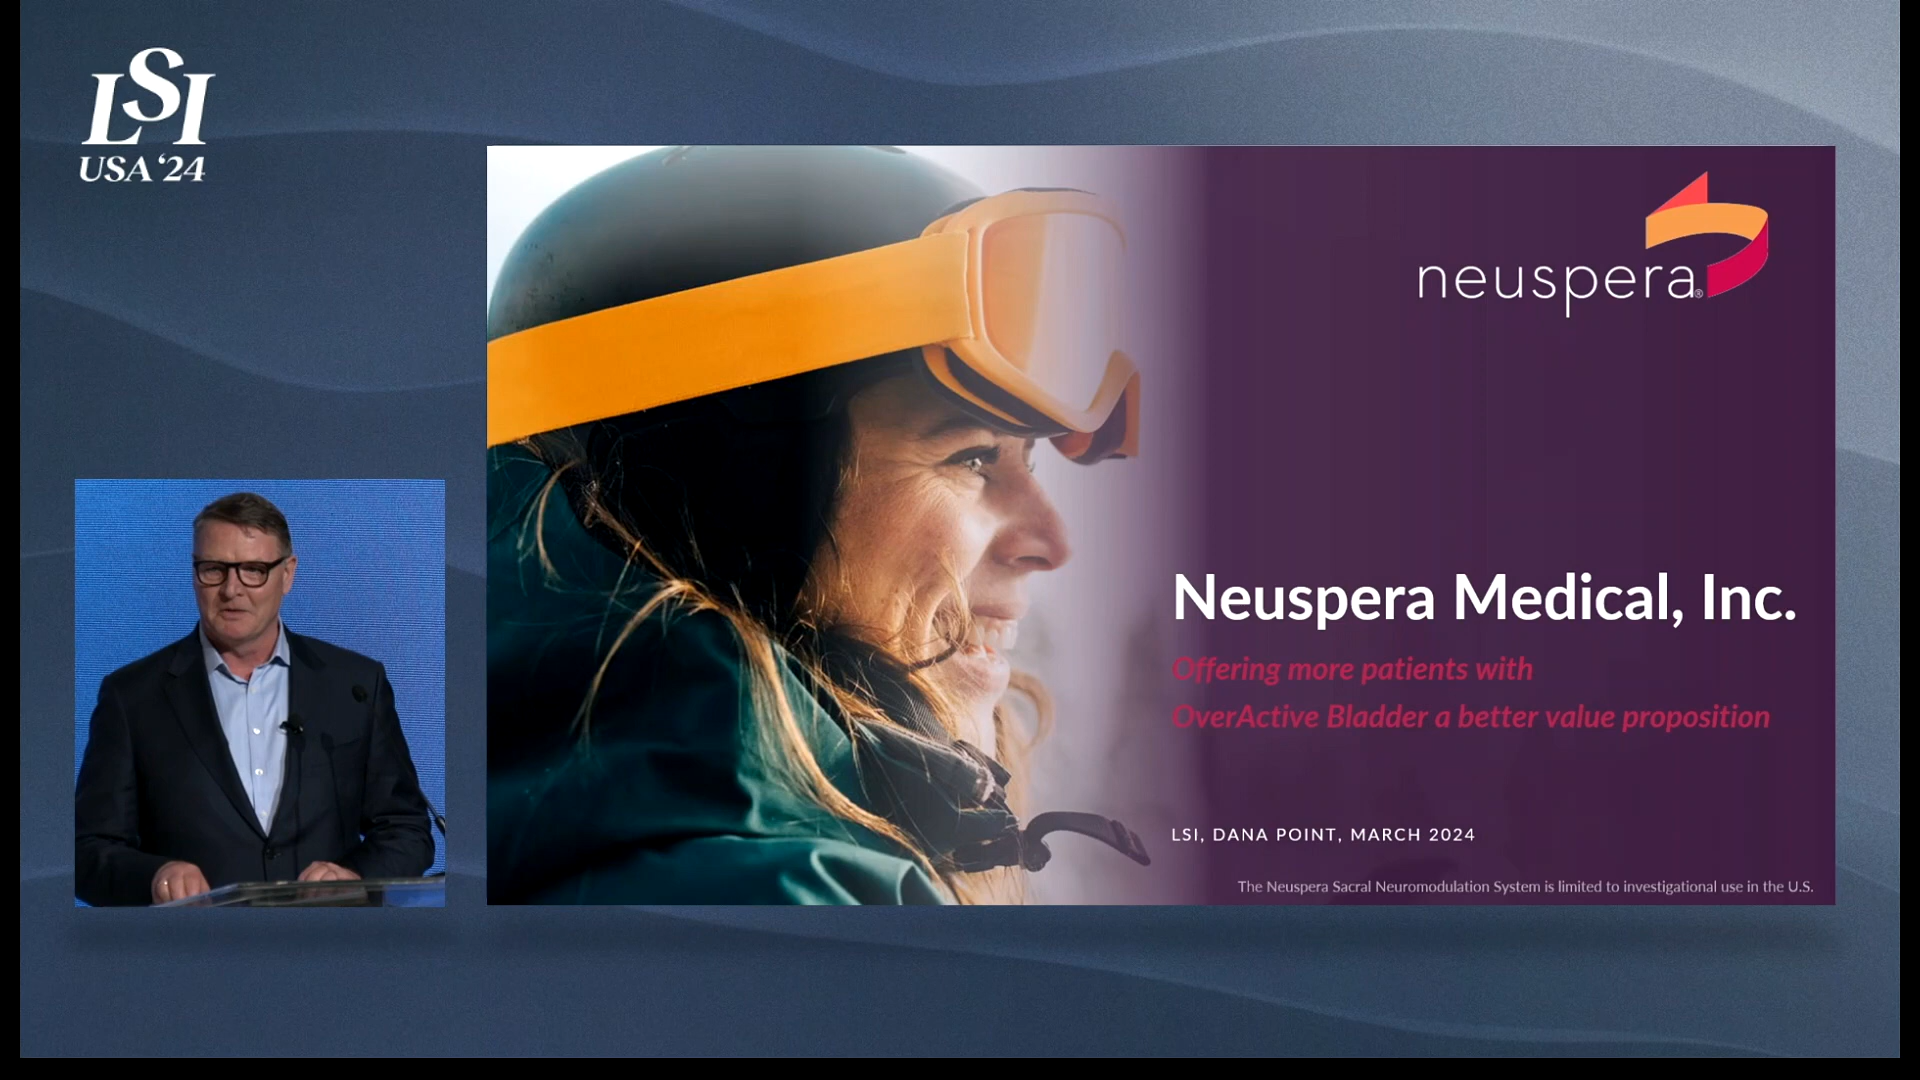 LSI
USA ‘24
neuspera®
Neuspera Medical, Inc.
Offering more patients with
OverActive Bladder a better value proposition
LSI, DANA POINT, MARCH 2024
The Neuspera Sacral Neuromodulation System is limited to investigational use in the U.S.